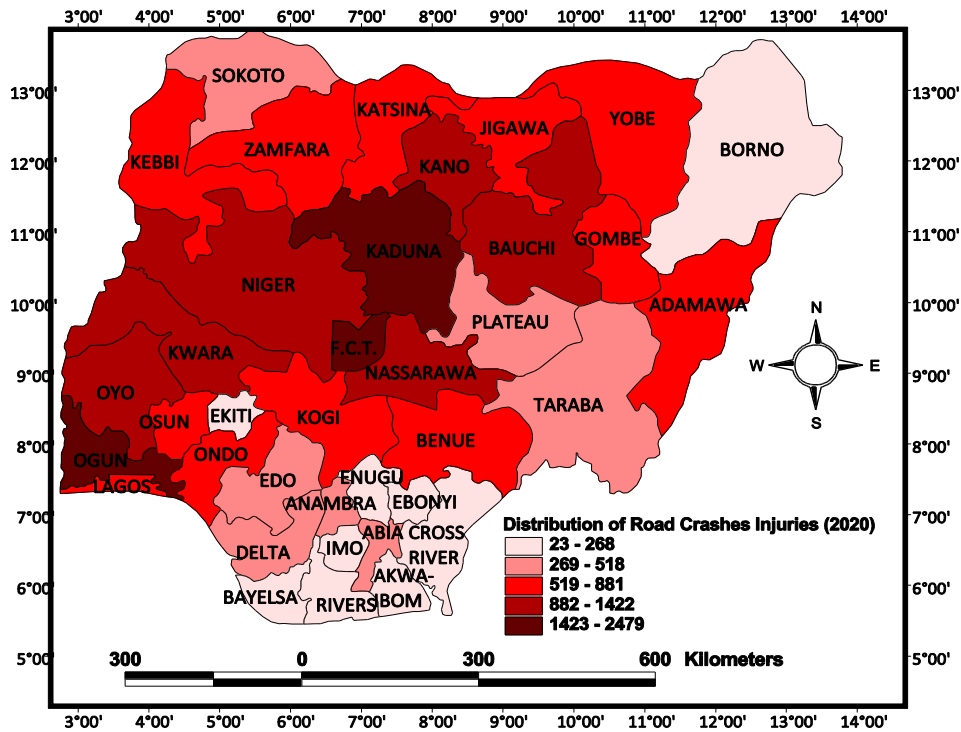 3°00' 4°00' 5°00' 6°00' 7°00' 8°00' 9°00' 10°00' 11°00' 12°00' 13°00' 14°00'
SOKOTO
13°00' 13°00'
KATSINA
YOBE
JIGAWA
ZAMFARA
BORNO
KEBBI
12°00' 12°00'
KANO
11°00' 11°00'
GOMBE
BAUCHI
KADUNA
NIGER
10°00' 10°00'
ADAMAWA
N
PLATEAU
F.C.T.
KWARA
W E
9°00' 9°00'
NASSARAWA
OYO
TARABA
EKITI
KOGI
OSUN
S
BENUE
8°00' 8°00'
ONDO
OGUN
ENUGU
EDO
LAGOS
ANAMBRA
EBONYI
7°00' 7°00'
Distribution of Road Crashes Injuries (2020)
ABIA
CROSS
RIVER
23 - 268
IMO
DELTA
269 - 518
AKWA-
IBOM
519 - 881
6°00' 6°00'
BAYELSA
RIVERS
882 - 1422
1423 - 2479
5°00' 5°00'
300 0 300 600 Kilometers
3°00' 4°00' 5°00' 6°00' 7°00' 8°00' 9°00' 10°00' 11°00' 12°00' 13°00' 14°00'